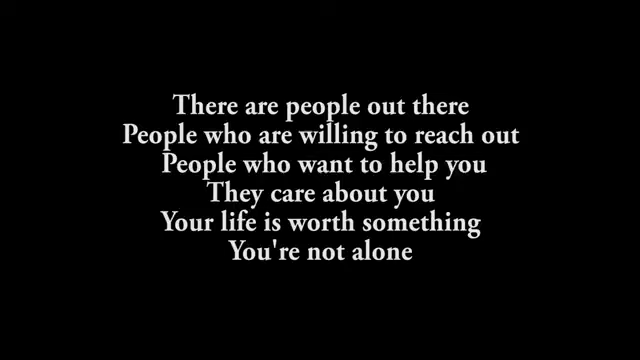 There are people out there
People who are willing to reach out
People who want to help you
They care about you
Your life is worth something
You're not alone